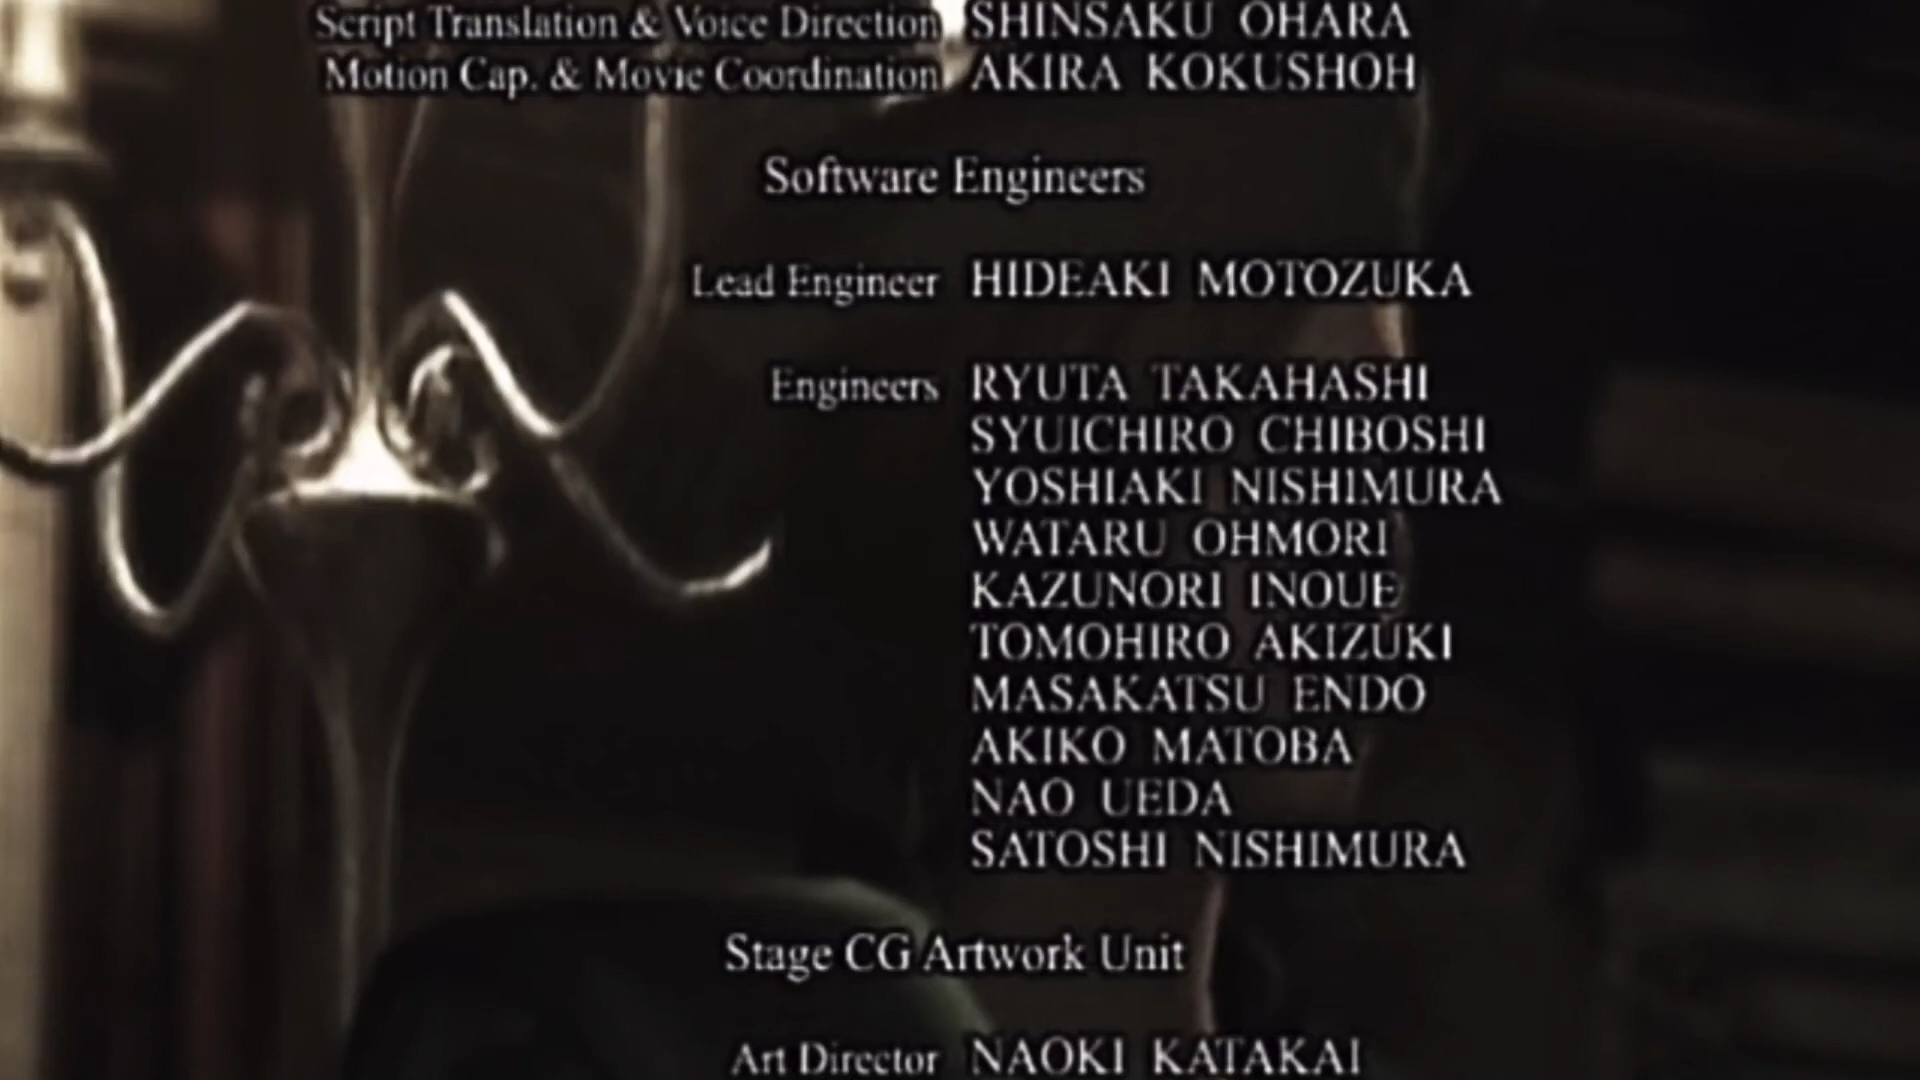 Script Translation & Voice Direction SHINSAKU OHARA
Motion Cap. & Movie Coordination AKIRA KOKUSHOH
Software Engineers
Lead Engineer HIDEAKI MOTOZUKA
Engineers RYUTA TAKAHASHI
SYUICHIRO CHIBOSHI
YOSHIAKI NISHIMURA
WATARU OHMORI
KAZUNORI INOUE
TOMOHIRO AKIZUKI
MASAKATSU ENDO
AKIKO MATOBA
NAO UEDA
SATOSHI NISHIMURA
Stage CG Artwork Unit
Art Director NAOKI KATAKAI